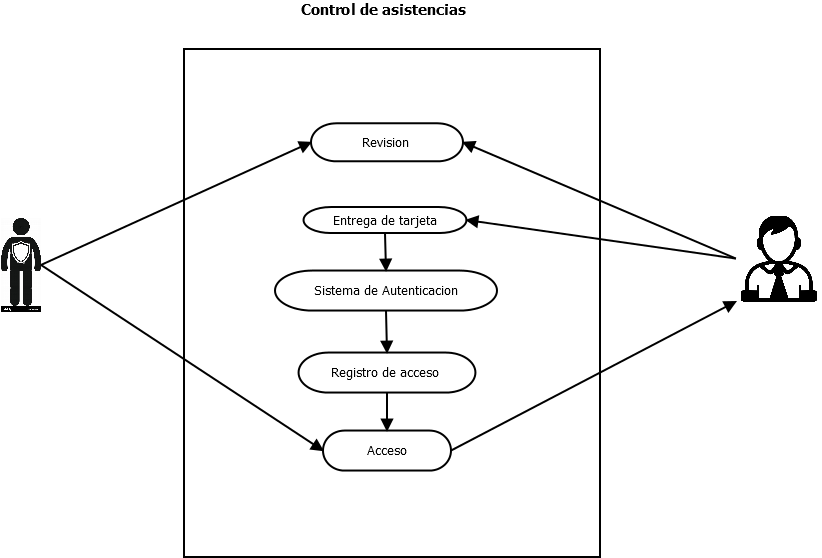 Control de asistencias
Revision
Entrega de tarjeta
Sistema de Autenticacion
Registro de acceso
Acceso